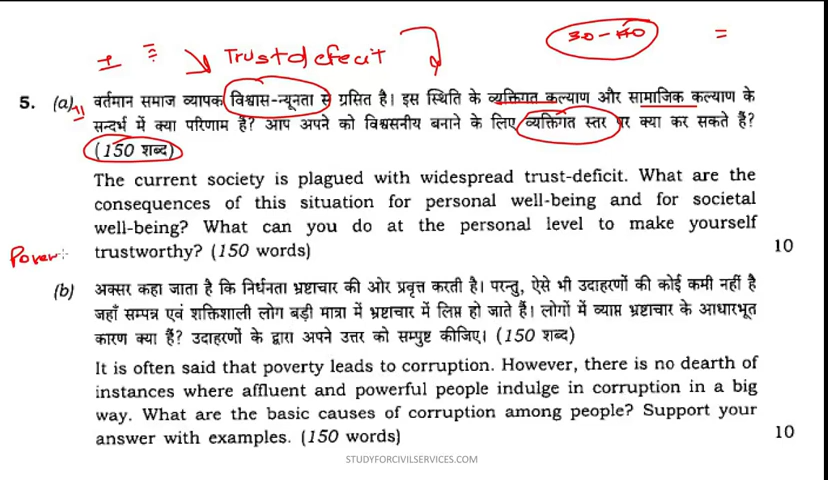 Trustdeficit
30-40 =
5. (a) वर्तमान समाज व्यापक विश्वास-न्यूनता से ग्रसित है। इस स्थिति के व्यक्तिगत कल्याण और सामाजिक कल्याण के
सन्दर्भ में क्या परिणाम हैं? आप अपने को विश्वसनीय बनाने के लिए व्यक्तिगत स्तर पर क्या कर सकते हैं?
(150 शब्द)
The current society is plagued with widespread trust-deficit. What are the
consequences of this situation for personal well-being and for societal
well-being? What can you do at the personal level to make yourself
trustworthy? (150 words) 10
(b) अक्सर कहा जाता है कि निर्धनता भ्रष्टाचार की ओर प्रवृत्त करती है। परन्तु, ऐसे भी उदाहरणों की कोई कमी नहीं है
जहाँ सम्पन्न एवं शक्तिशाली लोग बड़ी मात्रा में भ्रष्टाचार में लिप्त हो जाते हैं। लोगों में व्याप्त भ्रष्टाचार के आधारभूत
कारण क्या हैं? उदाहरणों के द्वारा अपने उत्तर को सम्पुष्ट कीजिए। (150 शब्द)
It is often said that poverty leads to corruption. However, there is no dearth of
instances where affluent and powerful people indulge in corruption in a big
way. What are the basic causes of corruption among people? Support your
answer with examples. (150 words) 10
STUDYFORCIVILSERVICES.COM